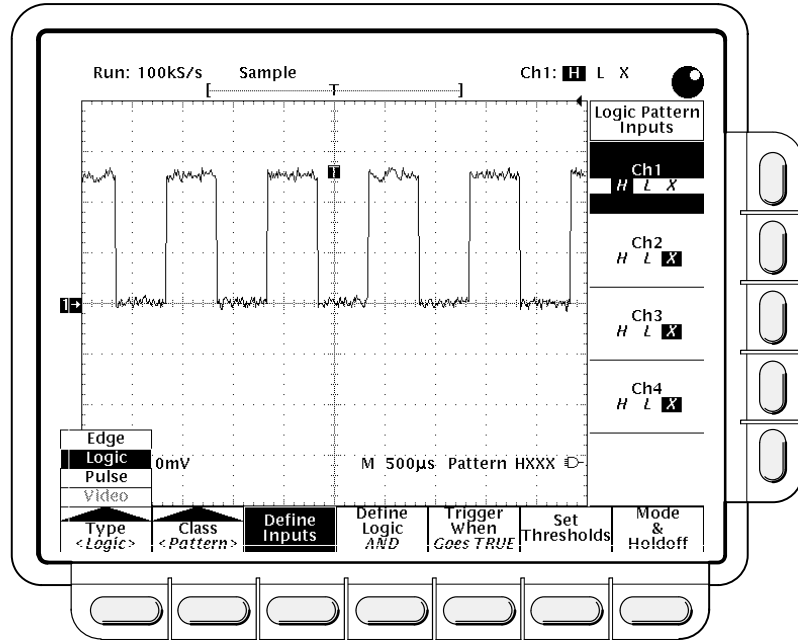 Run: 100kS/s Sample Ch1: H L X
[ T ]
Logic Pattern
Inputs
Ch1
H L X
Ch2
H L X
Ch3
H L X
Ch4
H L X
T
1
Edge
Logic
Pulse
Video
0mV M 500µs Pattern HXXX
Type
<Logic>
Class
<Pattern>
Define
Inputs
Define
Logic
AND
Trigger
When
Goes TRUE
Set
Thresholds
Mode
&
Holdoff